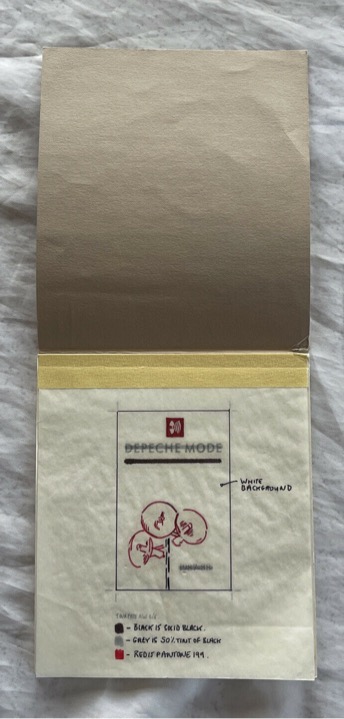 DEPECHE MODE
WHITE
BACKGROUND
- BLACK IS SOLID BLACK.
- GREY IS 50% TINT OF BLACK
- RED IS PANTONE 199.